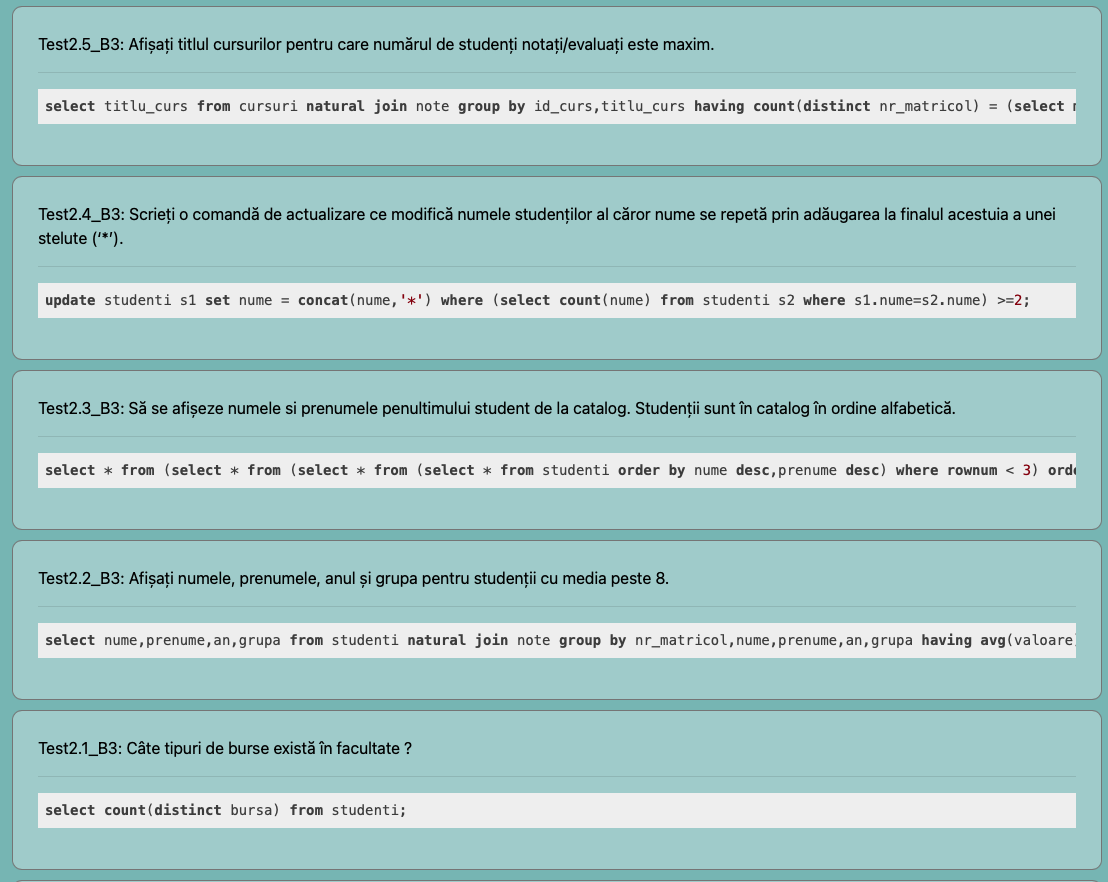 Test2.5_B3: Afișați titlul cursurilor pentru care numărul de studenți notați/evaluați este maxim.
select titlu_curs from cursuri natural join note group by id_curs,titlu_curs having count(distinct nr_matricol) = (select
Test2.4_B3: Scrieți o comandă de actualizare ce modifică numele studenților al căror nume se repetă prin adăugarea la finalul acestuia a unei
stelute (‘*’).
update studenti s1 set nume = concat(nume,'*') where (select count(nume) from studenti s2 where s1.nume=s2.nume) >=2;
Test2.3_B3: Să se afișeze numele si prenumele penultimului student de la catalog. Studenții sunt în catalog în ordine alfabetică.
select * from (select * from (select * from (select * from studenti order by nume desc,prenume desc) where rownum < 3)
Test2.2_B3: Afișați numele, prenumele, anul și grupa pentru studenții cu media peste 8.
select nume,prenume,an,grupa from studenti natural join note group by nr_matricol,nume,prenume,an,grupa having avg(valoare)
Test2.1_B3: Câte tipuri de burse există în facultate ?
select count(distinct bursa) from studenti;